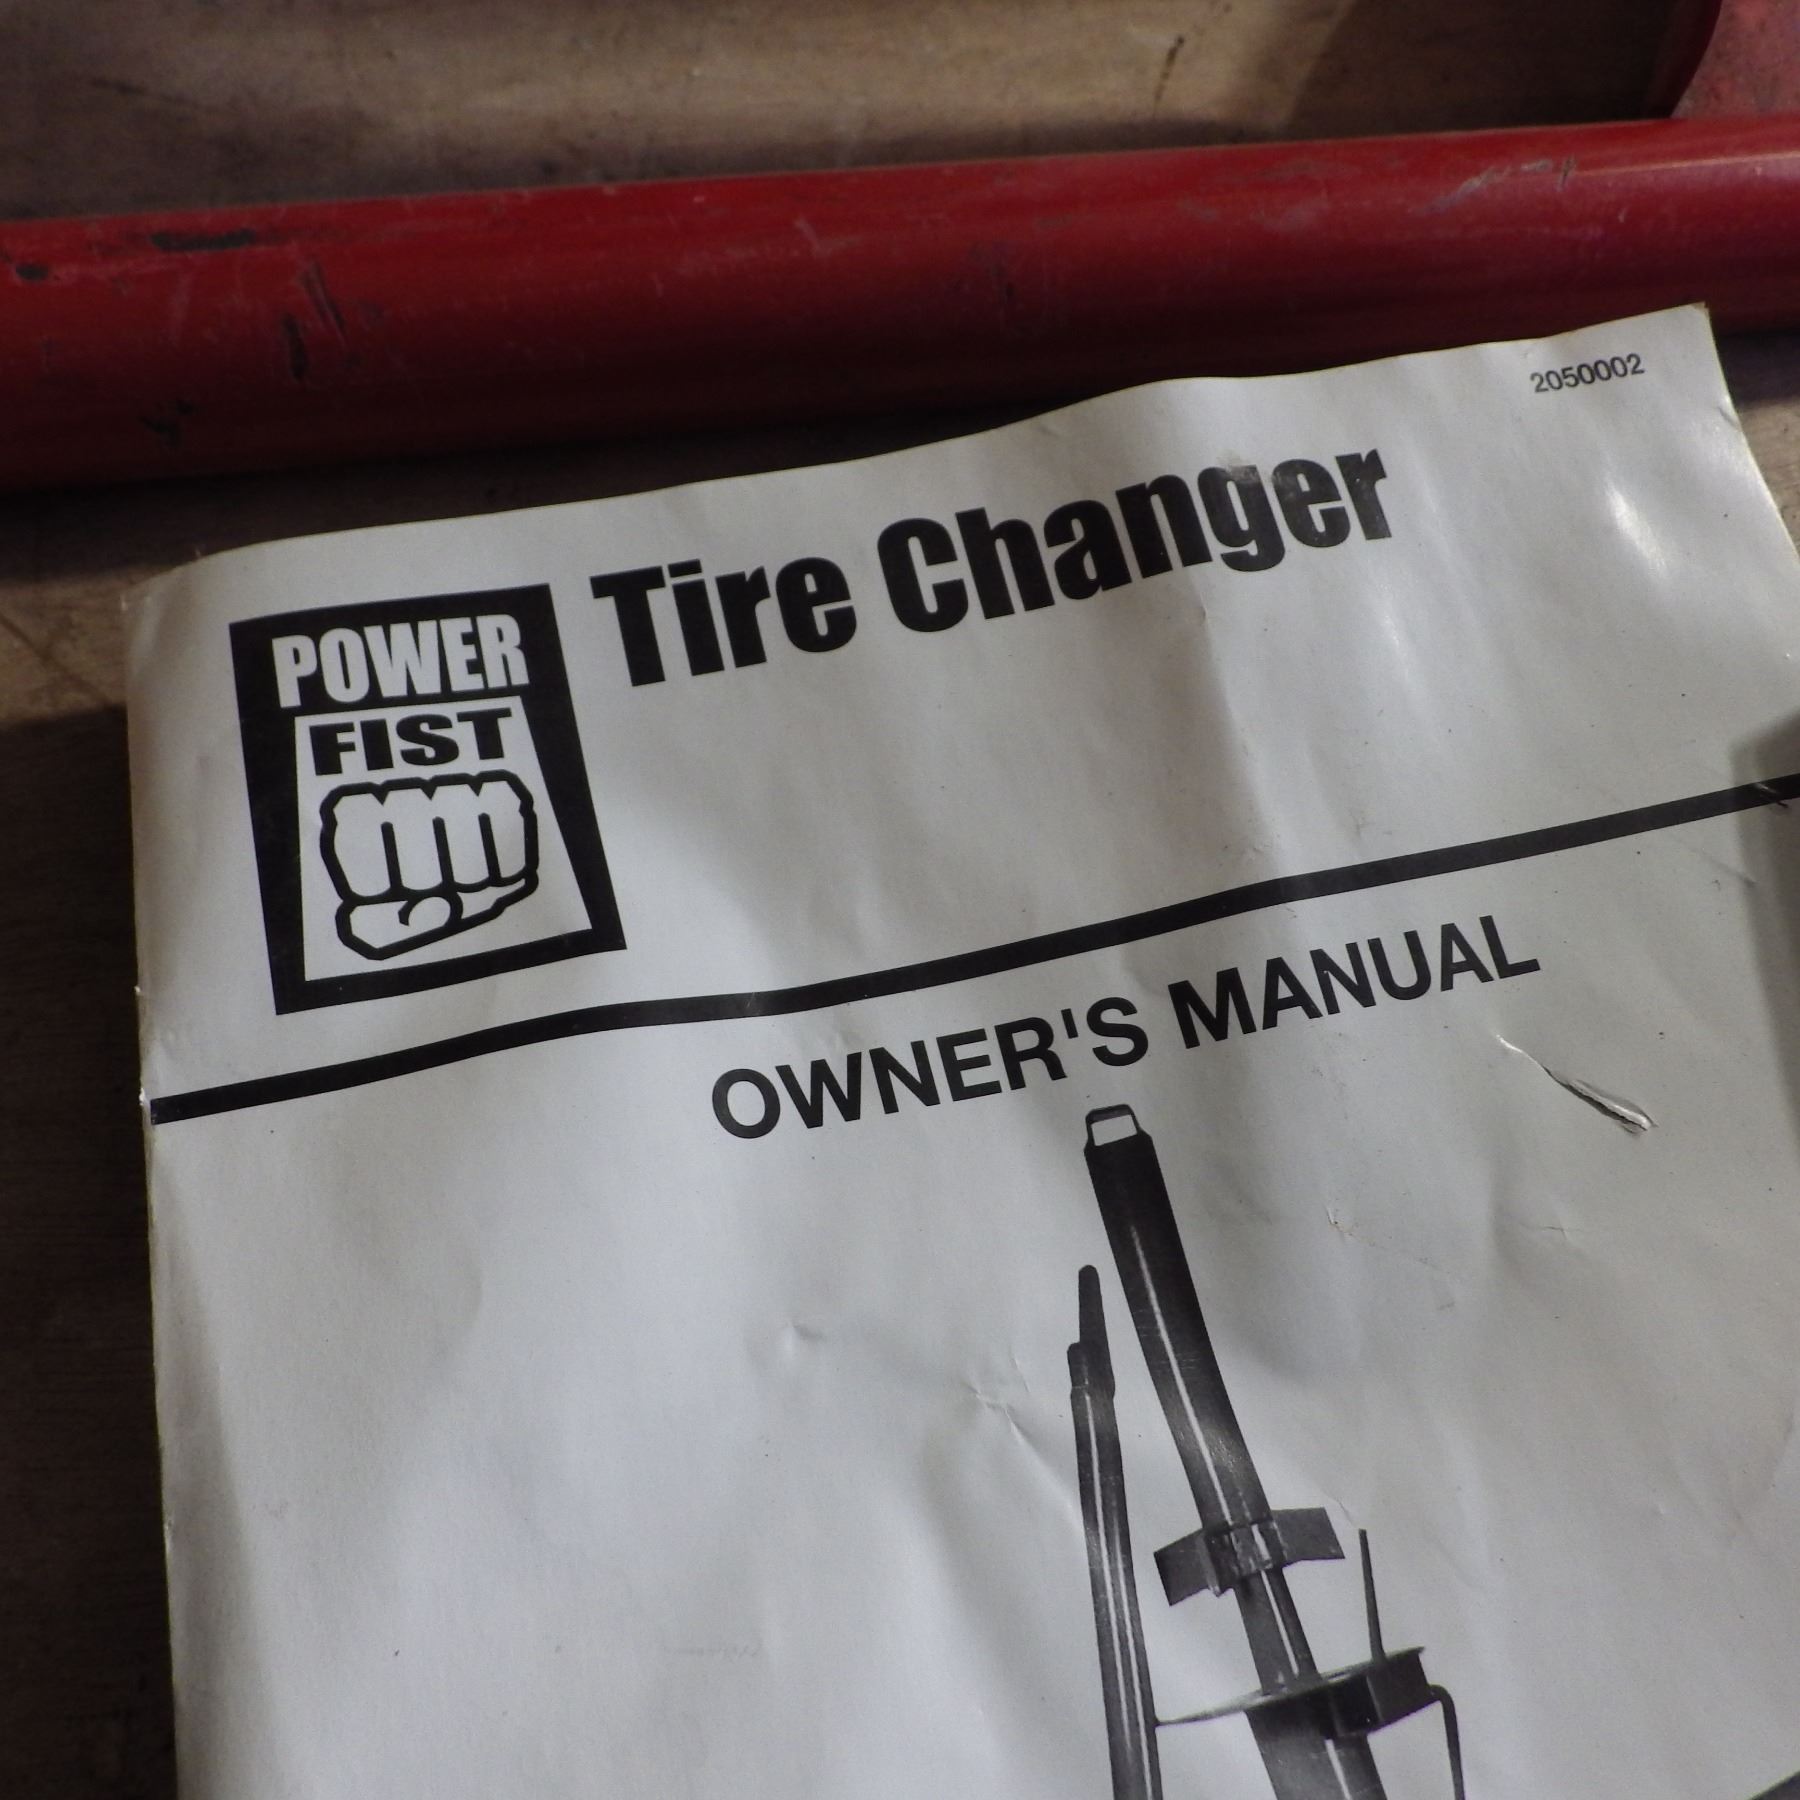 2050002
Tire Changer
POWER
FIST
OWNER'S MANUAL